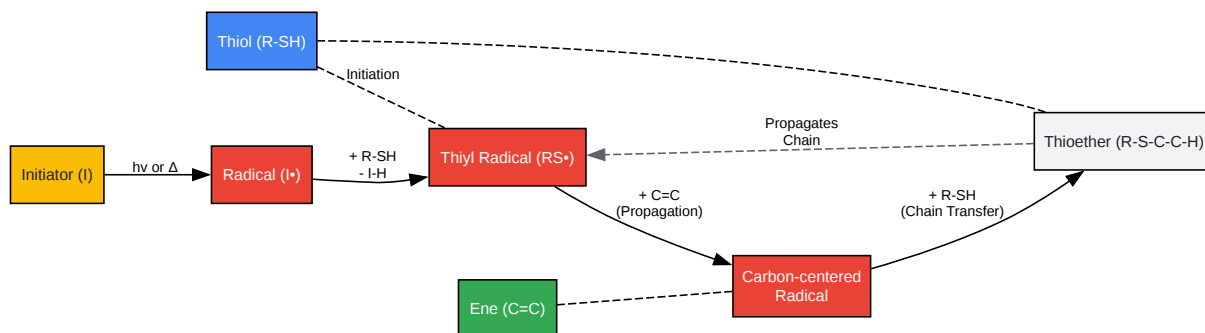 Thiol (R-SH)
Initiation
Propagates
Chain
Thioether (R-S-C-C-H)
Initiator (I)
hν or Δ
Radical (I•)
+ R-SH
- I-H
Thiyl Radical (RS•)
+ C=C
(Propagation)
+ R-SH
(Chain Transfer)
Carbon-centered
Radical
Ene (C=C)